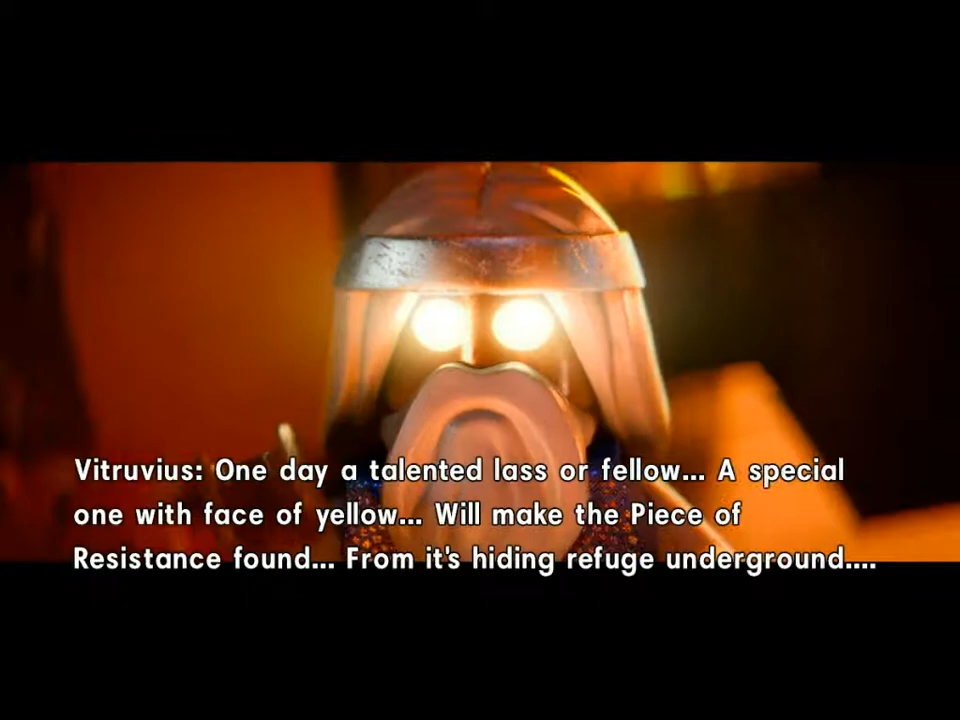 Vitruvius: One day a talented lass or fellow... A special
one with face of yellow... Will make the Piece of
Resistance found... From it's hiding refuge underground....